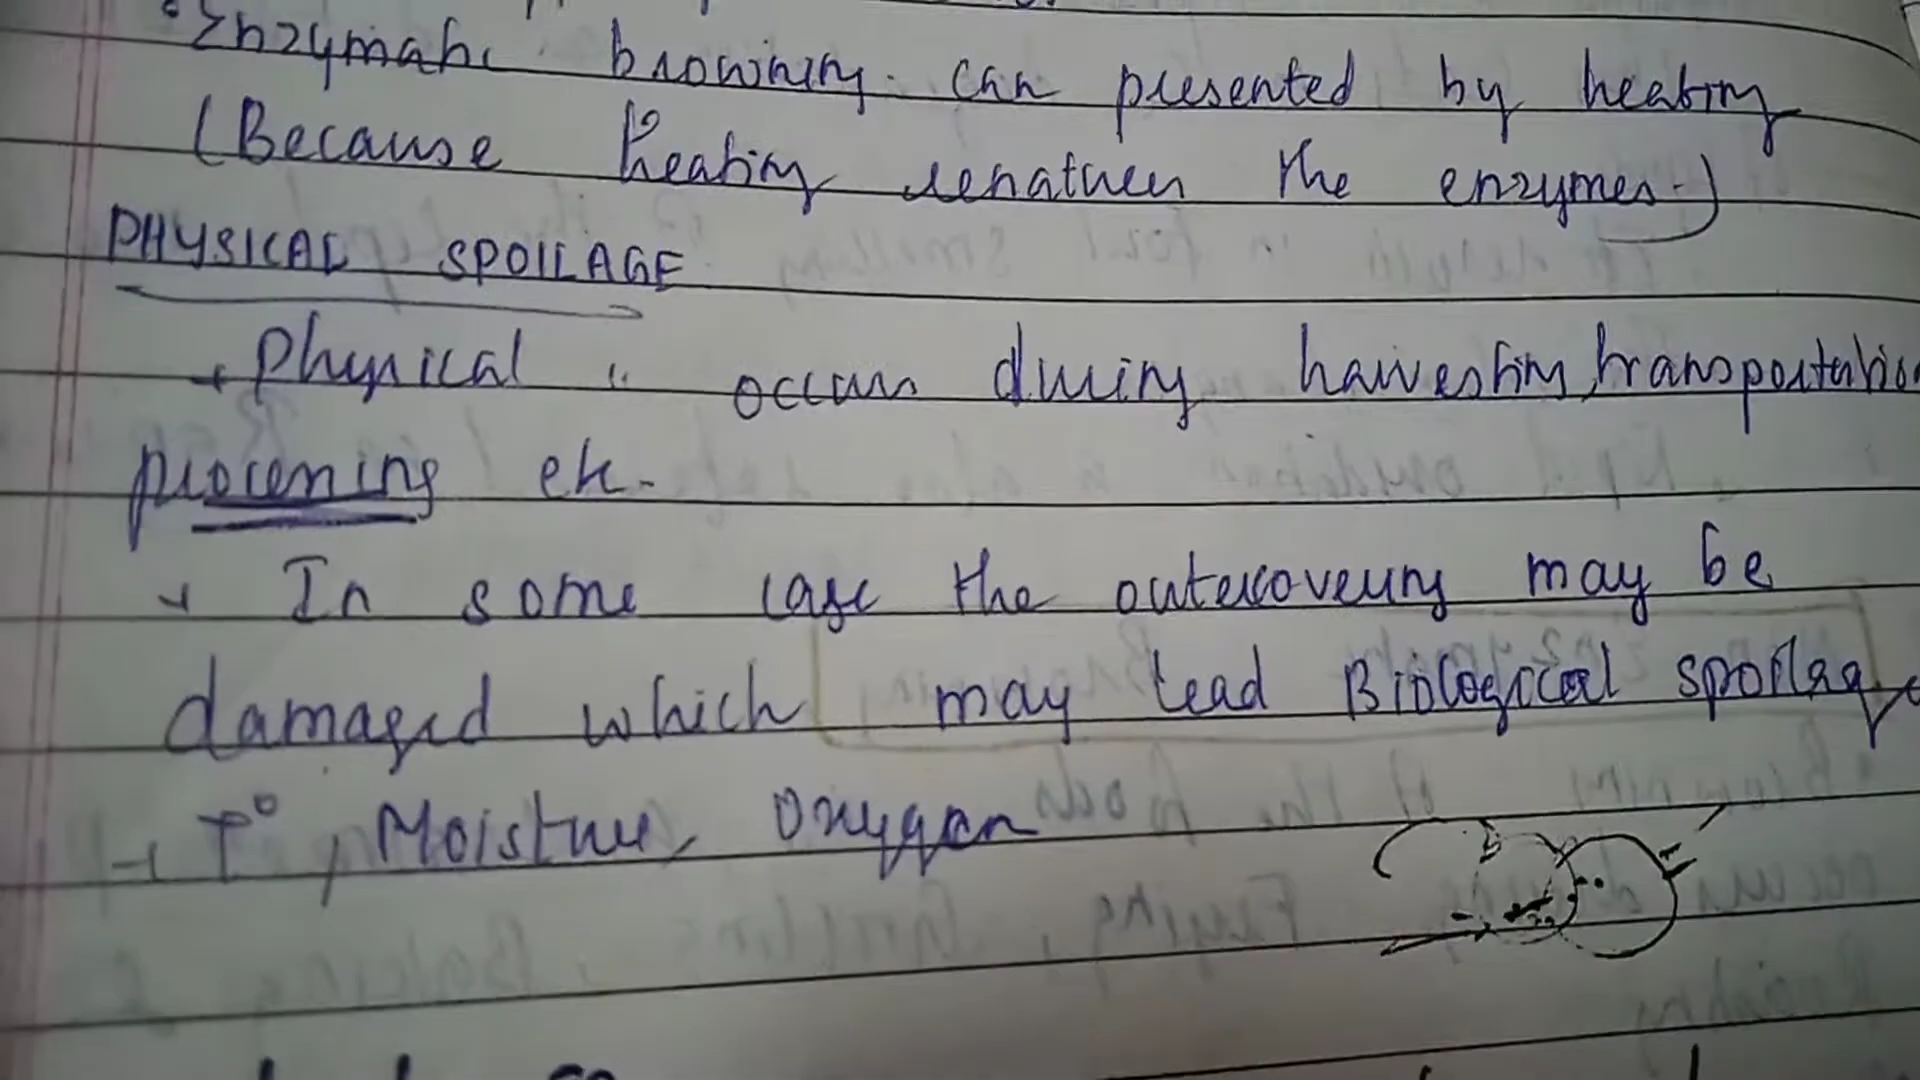 Enzymatic browning can presented by heating
(Because heating denatures the enzymes.)
PHYSICAL SPOILAGE
Physical " occurs during harvesting, transportation
processing etc.
In some case the outercovering may be
damaged which may lead Biological spoilage
T°, Moisture, Oxygen